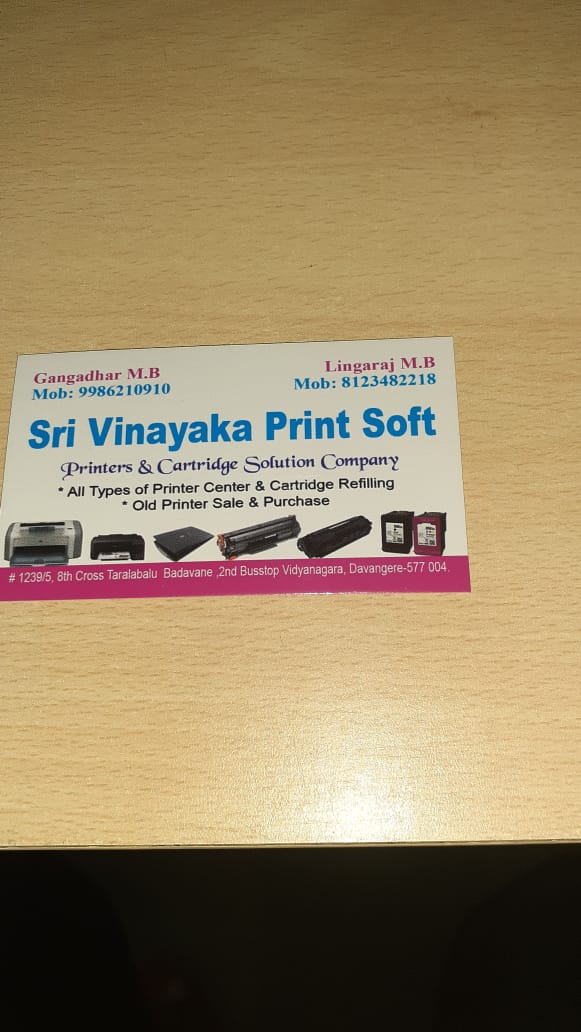 Gangadhar M.B
Mob: 9986210910
Lingaraj M.B
Mob: 8123482218
Sri Vinayaka Print Soft
Printers & Cartridge Solution Company
* All Types of Printer Center & Cartridge Refilling
* Old Printer Sale & Purchase
# 1239/5, 8th Cross Taralabalu Badavane ,2nd Busstop Vidyanagara, Davangere-577 004.